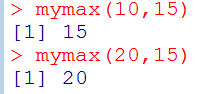 > mymax(10,15)
[1] 15
> mymax(20,15)
[1] 20